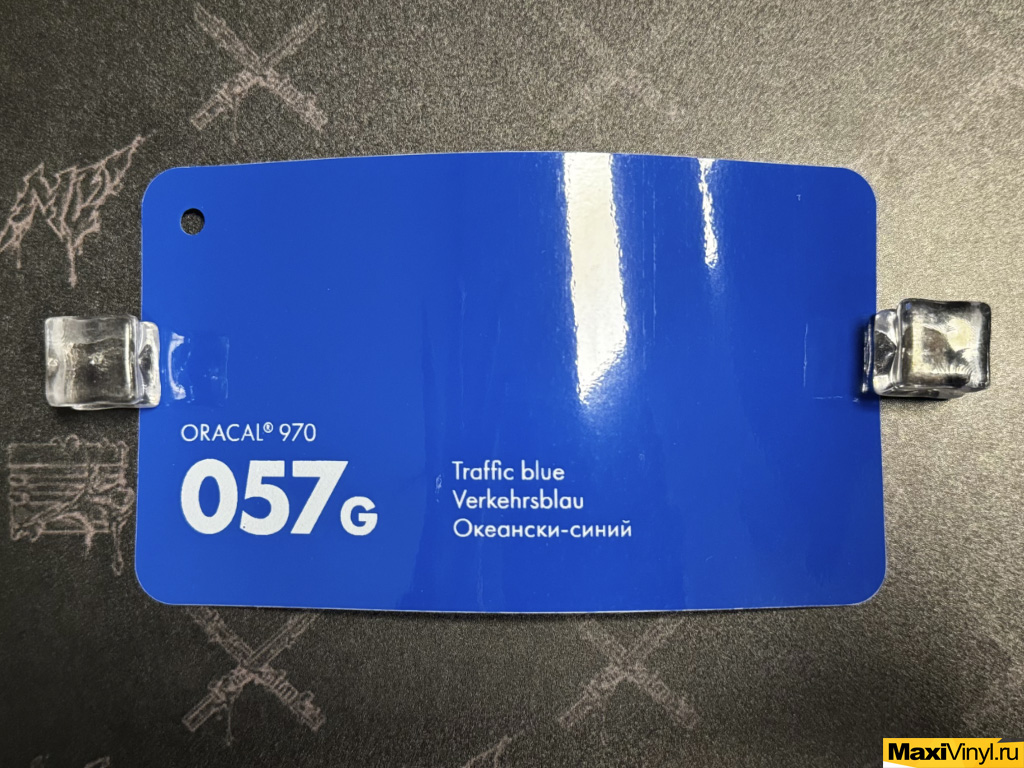 ORACAL® 970
057G
Traffic blue
Verkehrsblau
Океански-синий
MaxiVinyl.ru